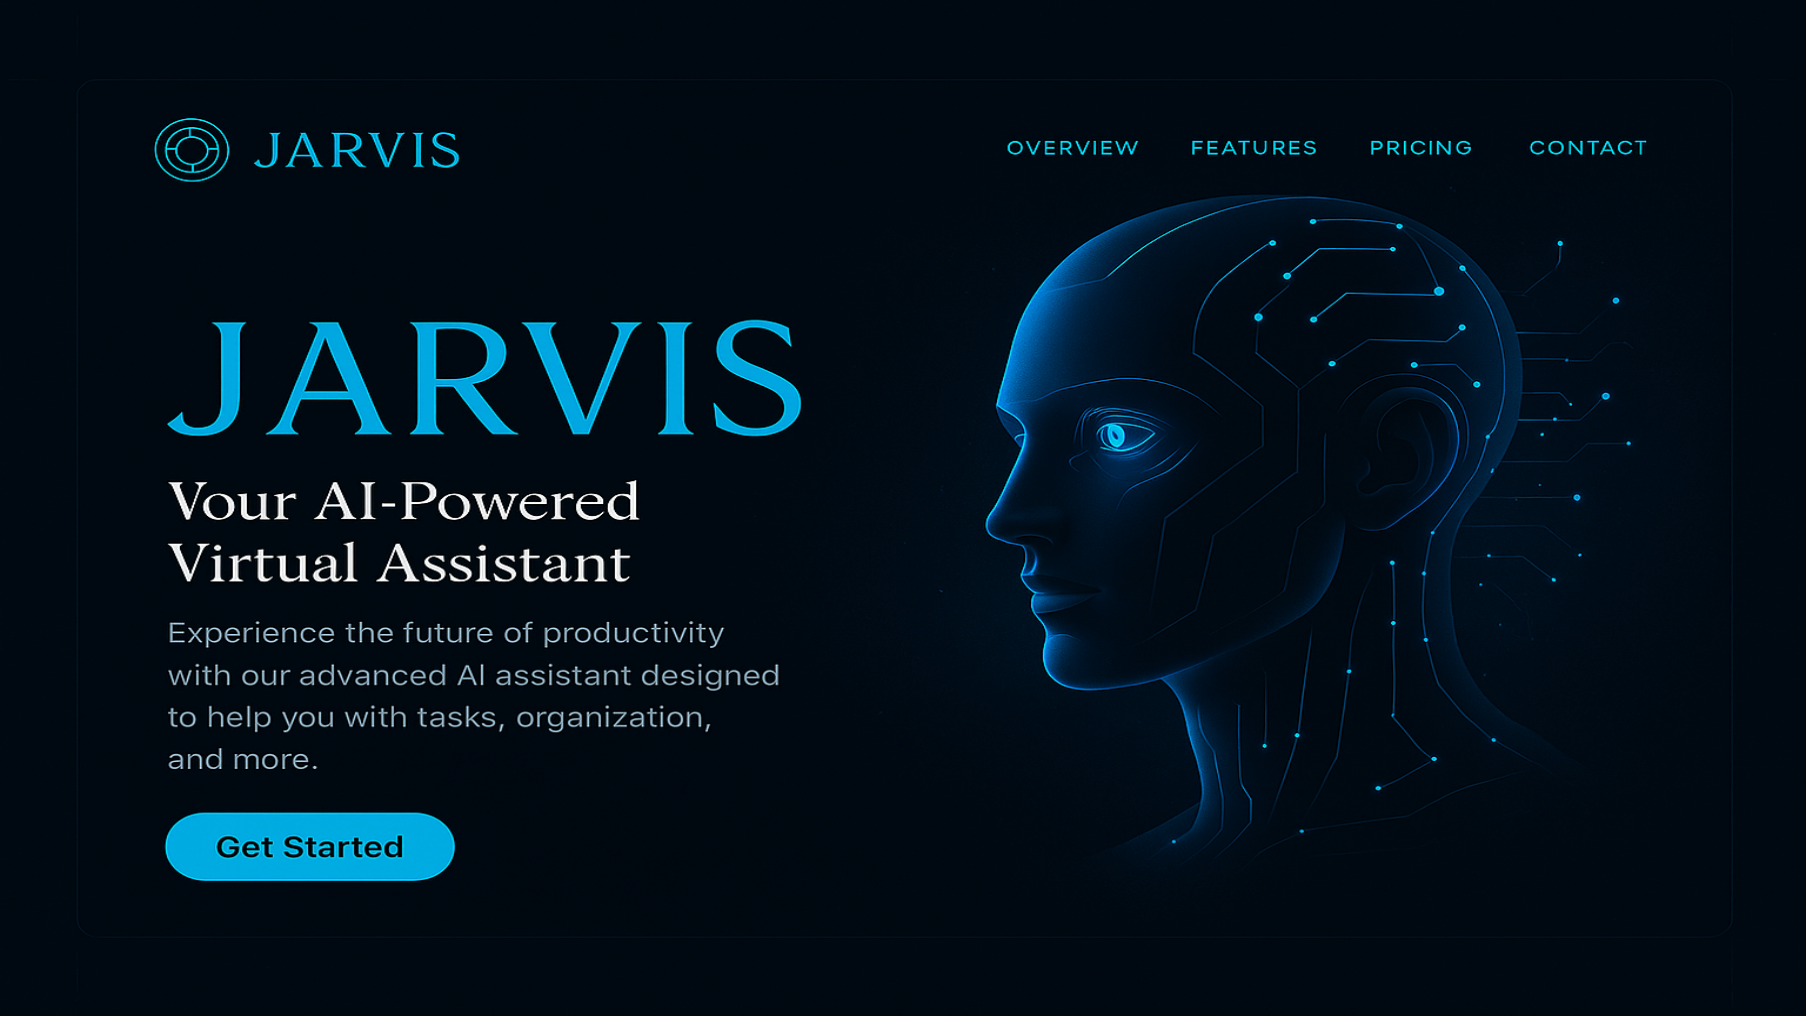 JARVIS
OVERVIEW FEATURES PRICING CONTACT
JARVIS
Vour AI-Powered
Virtual Assistant
Experience the future of productivity
with our advanced AI assistant designed
to help you with tasks, organization,
and more.
Get Started